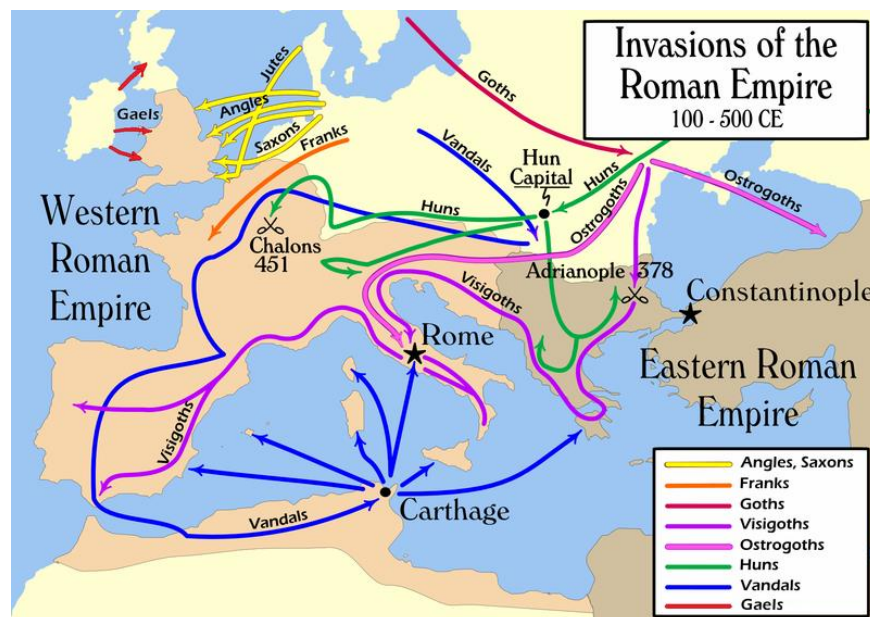 Invasions of the
Roman Empire
100 - 500 CE
Jutes
Angles
Saxons
Gaels
Franks
Goths
Vandals
Hun
Capital
Huns
Ostrogoths
Huns
Ostrogoths
Western
Roman
Empire
Chalons
451
Adrianople 378
Visigoths
Constantinople
Rome
Eastern Roman
Empire
Visigoths
Vandals
Carthage
Angles, Saxons
Franks
Goths
Visigoths
Ostrogoths
Huns
Vandals
Gaels